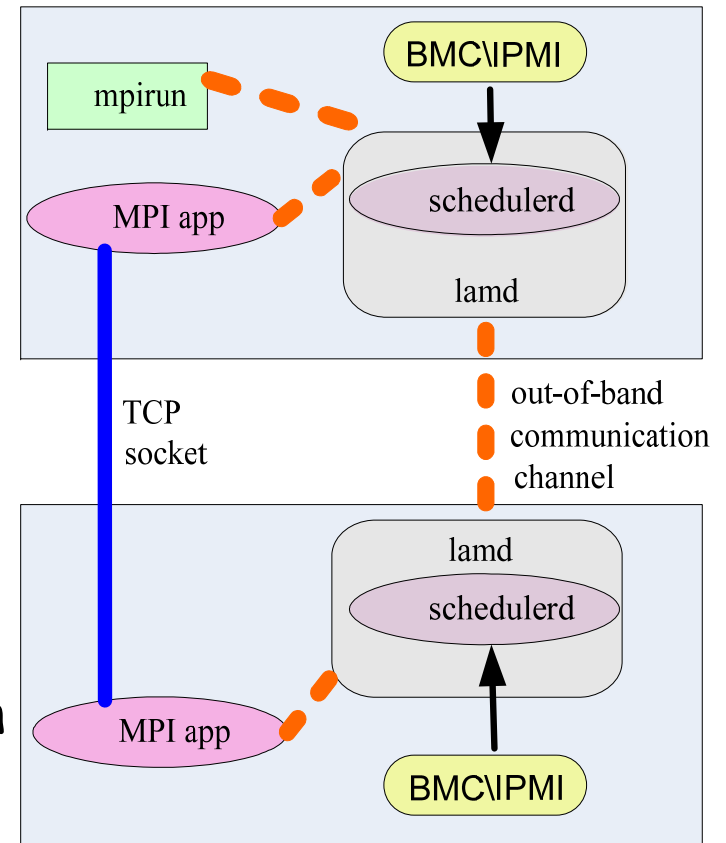 BMC\IPMI
mpirun
schedulerd
MPI app
lamd
TCP
socket
out-of-band
communication
channel
lamd
schedulerd
MPI app
BMC\IPMI